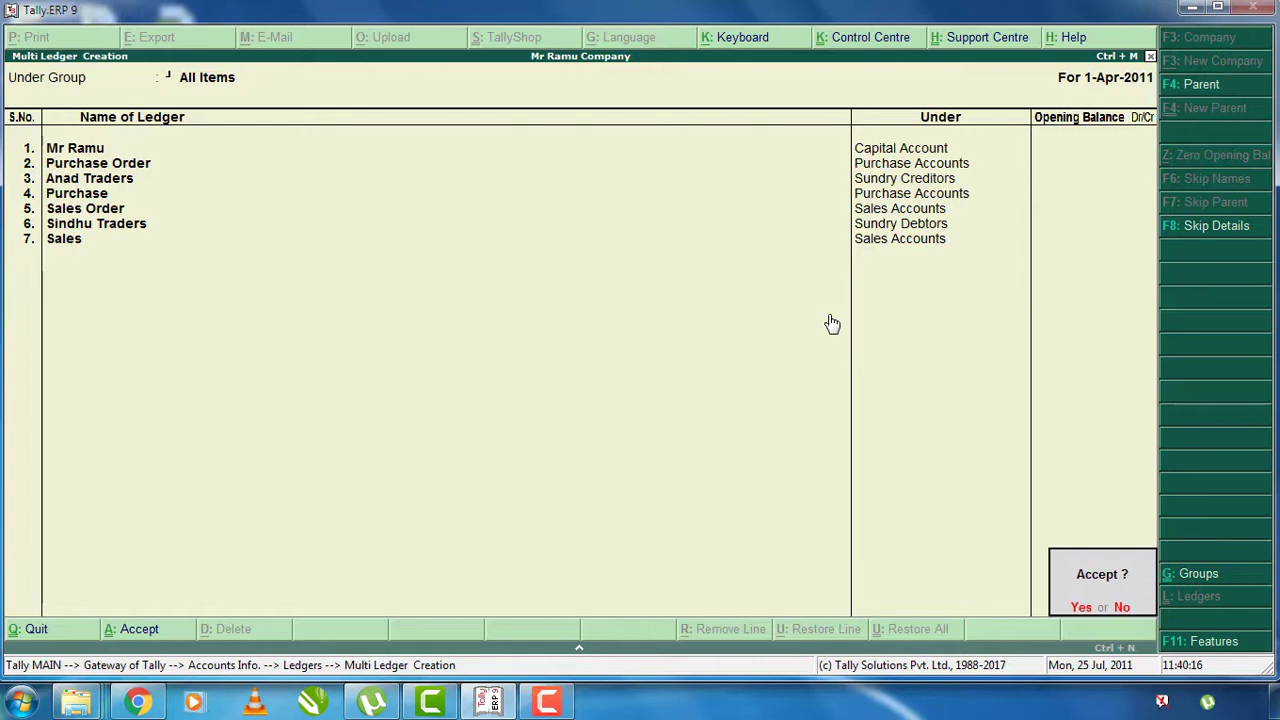 Tally.ERP 9
P: Print E: Export M: E-Mail O: Upload S: TallyShop G: Language K: Keyboard K: Control Centre H: Support Centre H: Help
Multi Ledger Creation Mr Ramu Company Ctrl + M
Under Group : ┘ All Items For 1-Apr-2011
S.No. Name of Ledger Under Opening Balance Dr/Cr
1. Mr Ramu Capital Account
2. Purchase Order Purchase Accounts
3. Anad Traders Sundry Creditors
4. Purchase Purchase Accounts
5. Sales Order Sales Accounts
6. Sindhu Traders Sundry Debtors
7. Sales Sales Accounts
Accept ?
Yes or No
F3: Company
F3: New Company
F4: Parent
F4: New Parent
Z: Zero Opening Bal
F6: Skip Names
F7: Skip Parent
F8: Skip Details
G: Groups
L: Ledgers
F11: Features
Q: Quit A: Accept D: Delete R: Remove Line U: Restore Line U: Restore All
Ctrl + N
Tally MAIN --> Gateway of Tally --> Accounts Info. --> Ledgers --> Multi Ledger Creation (c) Tally Solutions Pvt. Ltd., 1988-2017 Mon, 25 Jul, 2011 11:40:16
Tally ERP 9